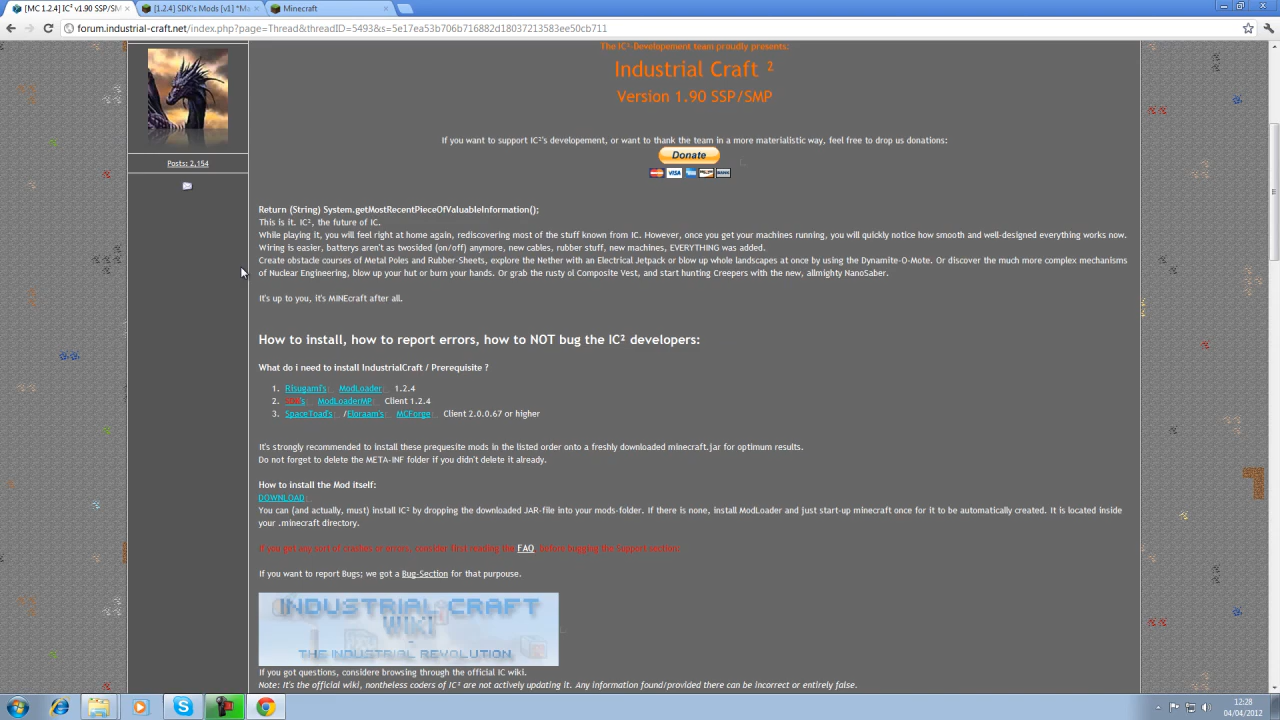 [MC 1.2.4] IC² v1.90 SSP/SM
[1.2.4] SDK's Mods [v1] *Ma
Minecraft
forum.industrial-craft.net/index.php?page=Thread&threadID=5493&s=5e17ea53b706b716882d18037213583ee50cb711
The IC²-Developement team proudly presents:
Industrial Craft ²
Version 1.90 SSP/SMP
If you want to support IC²'s developement, or want to thank the team in a more materialistic way, feel free to drop us donations:
Donate
VISA
Posts: 2,154
Return (String) System.getMostRecentPieceOfValuableInformation();
This is it. IC², the future of IC.
While playing it, you will feel right at home again, rediscovering most of the stuff known from IC. However, once you get your machines running, you will quickly notice how smooth and well-designed everything works now.
Wiring is easier, batterys aren't as twosided (on/off) anymore, new cables, rubber stuff, new machines, EVERYTHING was added.
Create obstacle courses of Metal Poles and Rubber-Sheets, explore the Nether with an Electrical Jetpack or blow up whole landscapes at once by using the Dynamite-O-Mote. Or discover the much more complex mechanisms
of Nuclear Engineering, blow up your hut or burn your hands. Or grab the rusty ol Composite Vest, and start hunting Creepers with the new, allmighty NanoSaber.
It's up to you, it's MINEcraft after all.
How to install, how to report errors, how to NOT bug the IC² developers:
What do i need to install IndustrialCraft / Prerequisite ?
1. Risugami's ModLoader 1.2.4
2. SDK's ModLoaderMP Client 1.2.4
3. SpaceToad's /Eloraam's MCForge Client 2.0.0.67 or higher
It's strongly recommended to install these prequesite mods in the listed order onto a freshly downloaded minecraft.jar for optimum results.
Do not forget to delete the META-INF folder if you didn't delete it already.
How to install the Mod itself:
DOWNLOAD
You can (and actually, must) install IC² by dropping the downloaded JAR-file into your mods-folder. If there is none, install ModLoader and just start-up minecraft once for it to be automatically created. It is located inside
your .minecraft directory.
If you get any sort of crashes or errors, consider first reading the FAQ before bugging the support section.
If you want to report Bugs; we got a Bug-Section for that purpouse.
INDUSTRIAL CRAFT
WIKI
-
THE INDUSTRIAL REVOLUTION
If you got questions, considere browsing through the official IC wiki.
Note: It's the official wiki, nontheless coders of IC² are not actively updating it. Any information found/provided there can be incorrect or entirely false.
12:28
04/04/2012